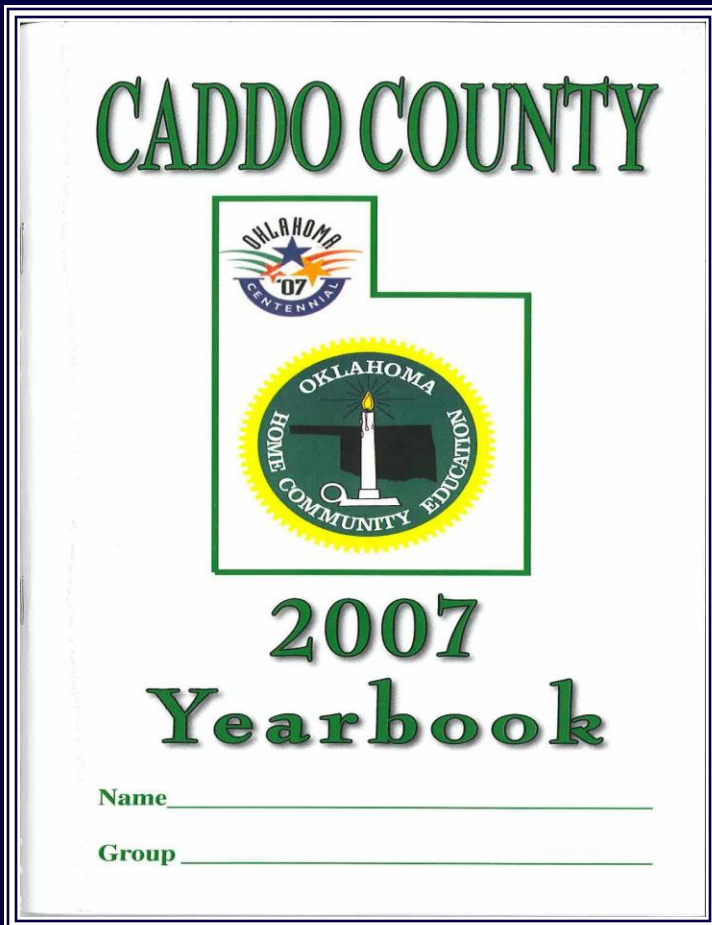 CADDO COUNTY
OKLAHOMA
'07
CENTENNIAL
OKLAHOMA
HOME COMMUNITY EDUCATION
2007
Yearbook
Name
Group